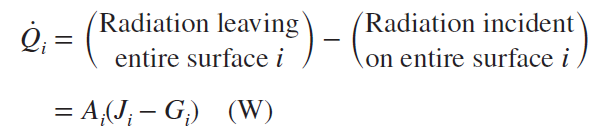 Q̇ᵢ = (Radiation leaving entire surface i) − (Radiation incident on entire surface i)
= Aᵢ(Jᵢ − Gᵢ) (W)